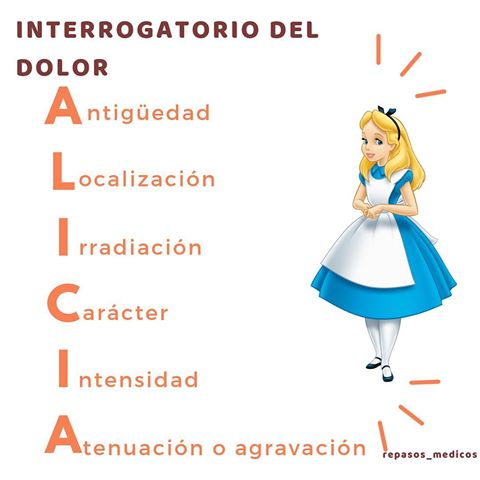 INTERROGATORIO DEL
DOLOR
Antigüedad
Localización
Irradiación
Carácter
Intensidad
Atenuación o agravación
repasos_medicos